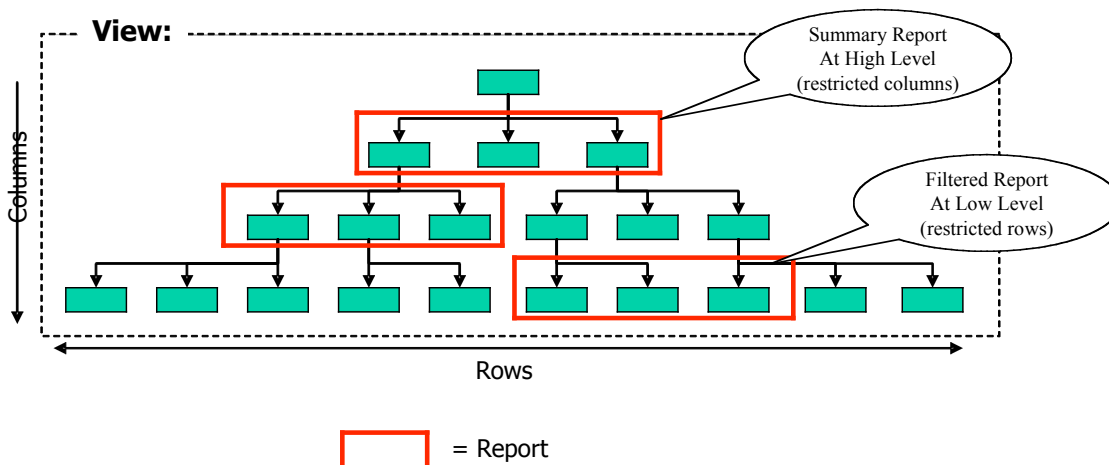 View:
Summary Report
At High Level
(restricted columns)
Columns
Filtered Report
At Low Level
(restricted rows)
Rows
= Report